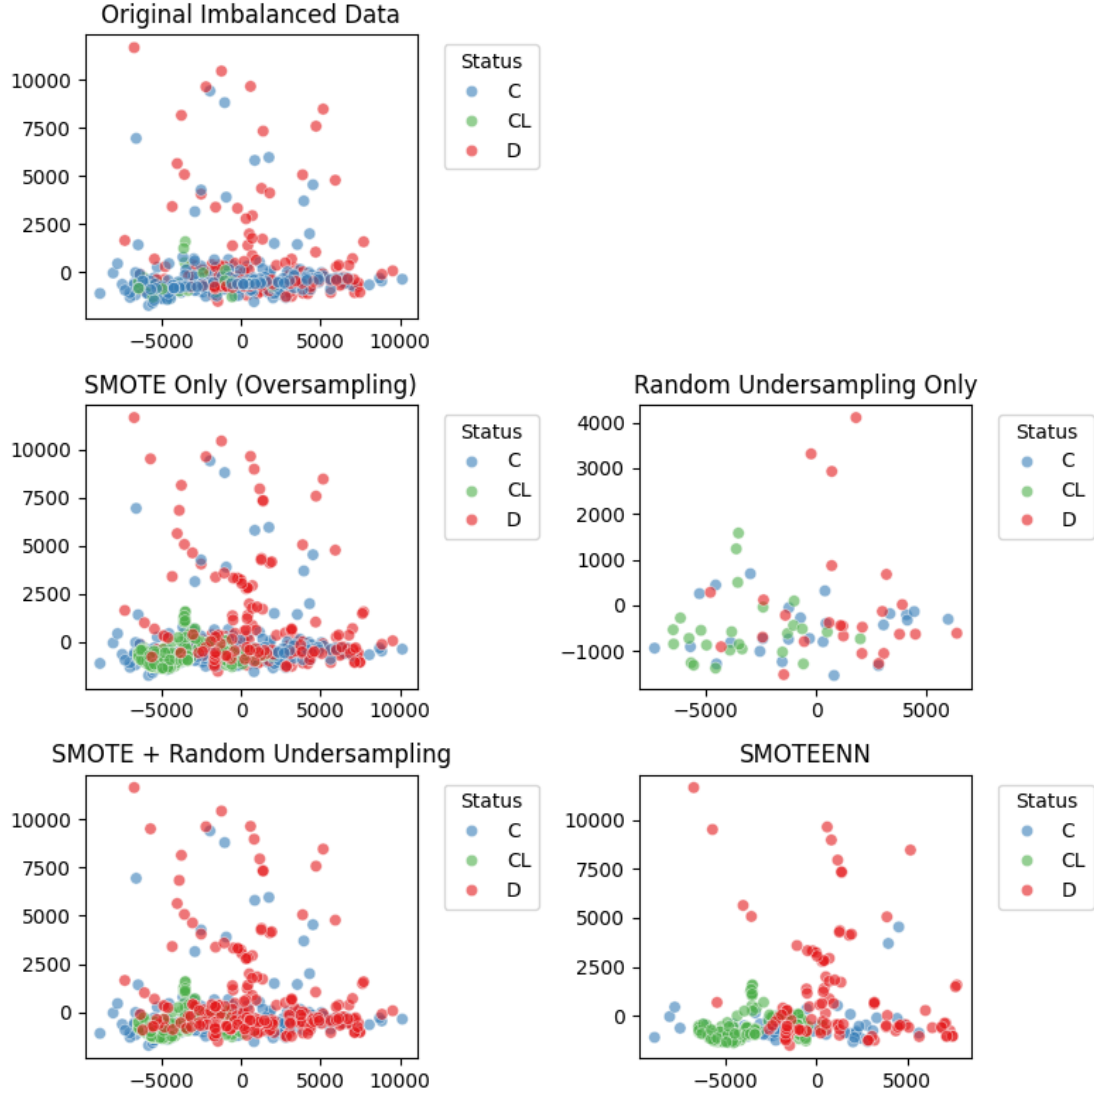 Original Imbalanced Data
10000
7500
5000
2500
0
−5000 0 5000 10000
Status
C
CL
D
SMOTE Only (Oversampling)
10000
7500
5000
2500
0
−5000 0 5000 10000
Status
C
CL
D
Random Undersampling Only
4000
3000
2000
1000
0
−1000
−5000 0 5000
Status
C
CL
D
SMOTE + Random Undersampling
10000
7500
5000
2500
0
−5000 0 5000 10000
Status
C
CL
D
SMOTEENN
10000
7500
5000
2500
0
−5000 0 5000
Status
C
CL
D